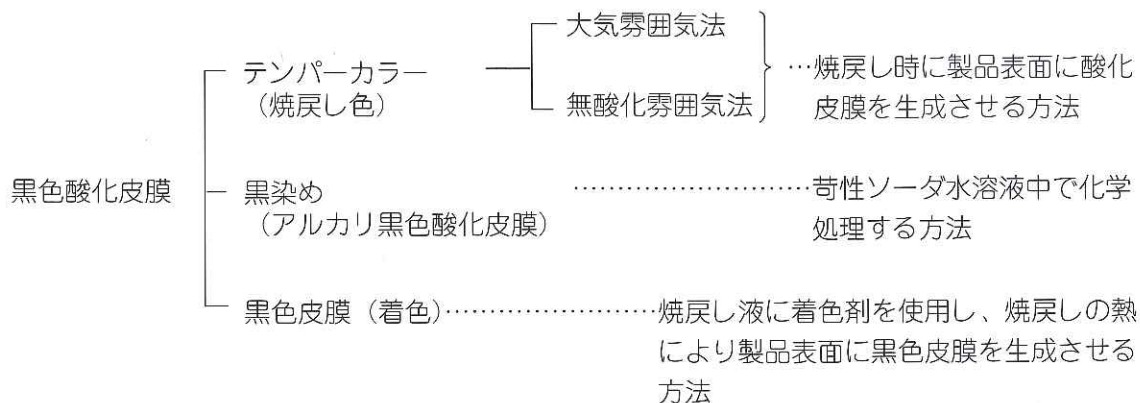 大気雰囲気法
テンパーカラー
(焼戻し色)
無酸化雰囲気法
…焼戻し時に製品表面に酸化
皮膜を生成させる方法
黒色酸化皮膜
黒染め
(アルカリ黒色酸化皮膜)
……………………苛性ソーダ水溶液中で化学
処理する方法
黒色皮膜(着色)…………………焼戻し液に着色剤を使用し、焼戻しの熱
により製品表面に黒色皮膜を生成させる
方法